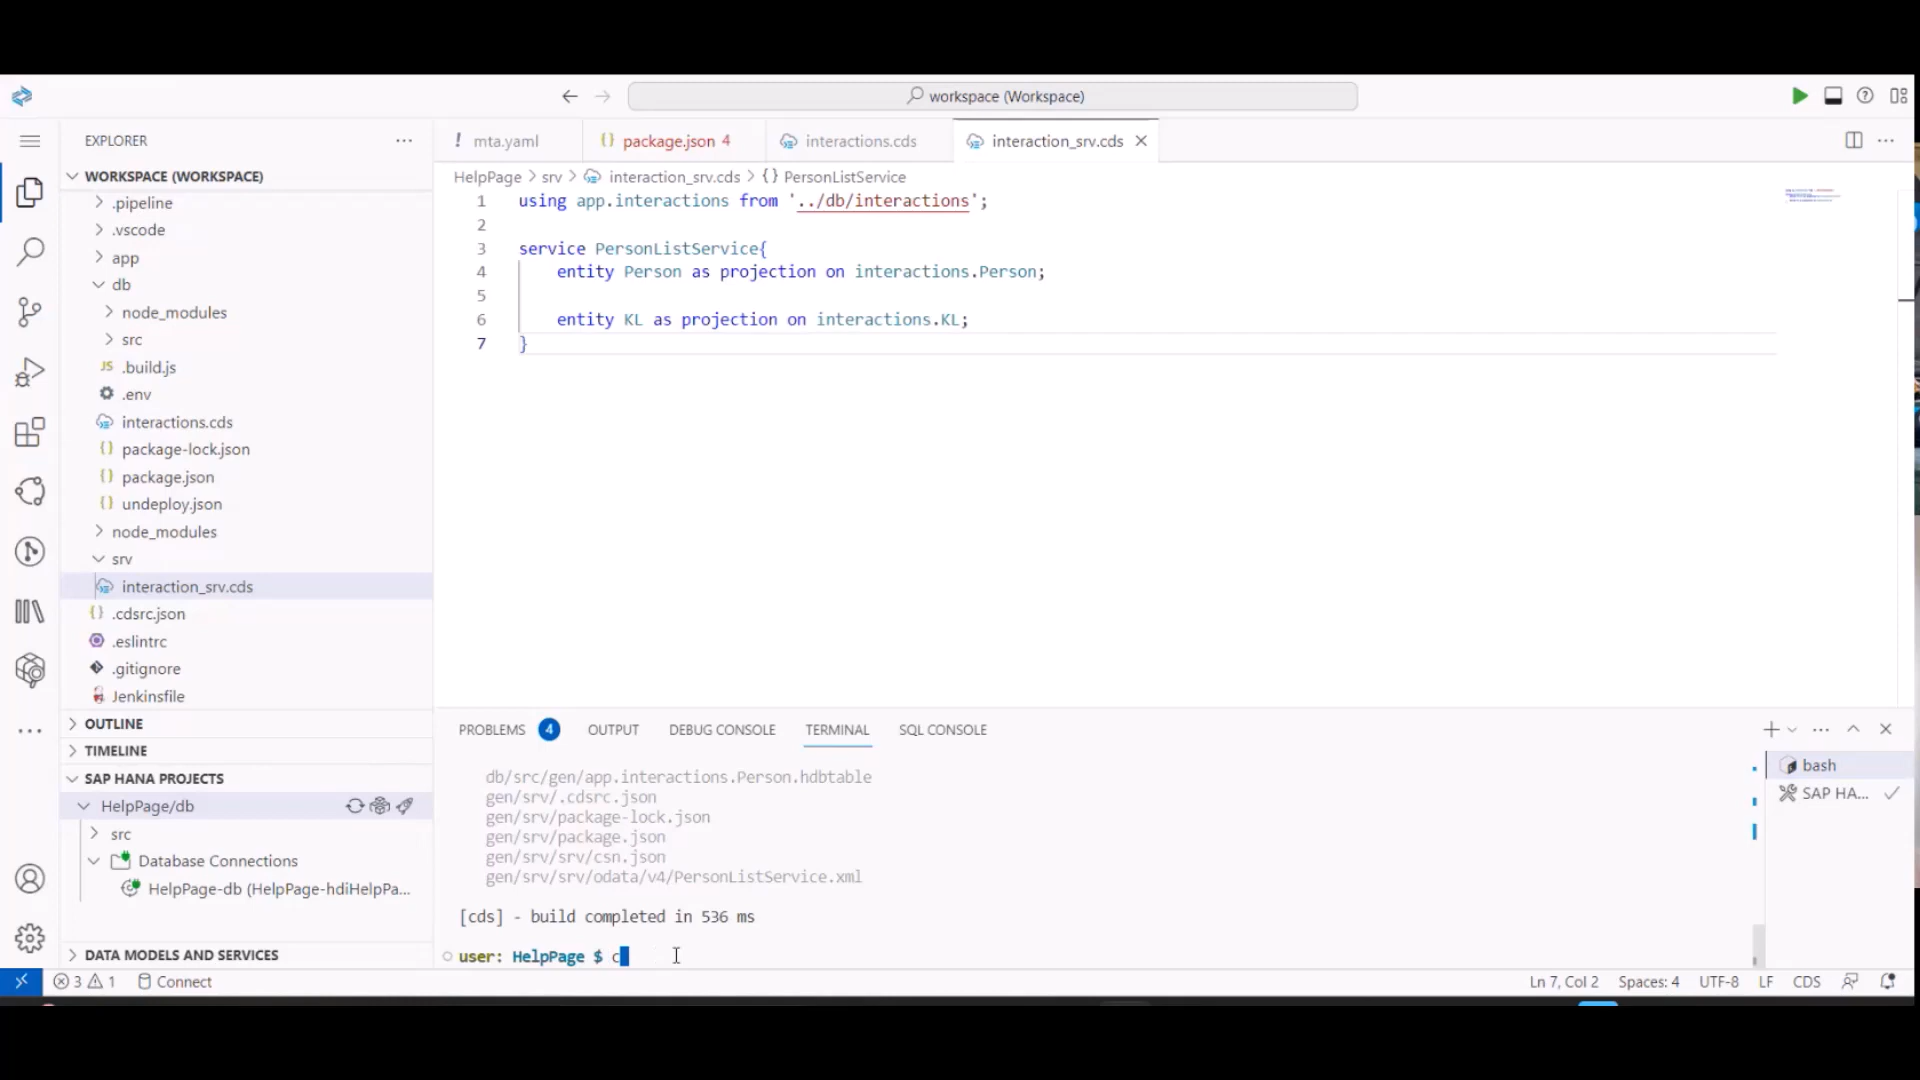 workspace (Workspace)
EXPLORER
mta.yaml
package.json 4
interactions.cds
interaction_srv.cds
WORKSPACE (WORKSPACE)
.pipeline
.vscode
app
db
node_modules
src
.build.js
.env
interactions.cds
package-lock.json
package.json
undeploy.json
node_modules
srv
interaction_srv.cds
.cdsrc.json
.eslintrc
.gitignore
Jenkinsfile
OUTLINE
TIMELINE
SAP HANA PROJECTS
HelpPage/db
src
Database Connections
HelpPage-db (HelpPage-hdiHelpPa...
DATA MODELS AND SERVICES
HelpPage > srv > interaction_srv.cds > {} PersonListService
1 using app.interactions from '../db/interactions';
2
3 service PersonListService{
4 entity Person as projection on interactions.Person;
5
6 entity KL as projection on interactions.KL;
7 }
PROBLEMS 4 OUTPUT DEBUG CONSOLE TERMINAL SQL CONSOLE
db/src/gen/app.interactions.Person.hdbtable
gen/srv/.cdsrc.json
gen/srv/package-lock.json
gen/srv/package.json
gen/srv/srv/csn.json
gen/srv/srv/odata/v4/PersonListService.xml
[cds] - build completed in 536 ms
user: HelpPage $ c
bash
SAP HA...
3 1 Connect
Ln 7, Col 2 Spaces: 4 UTF-8 LF CDS